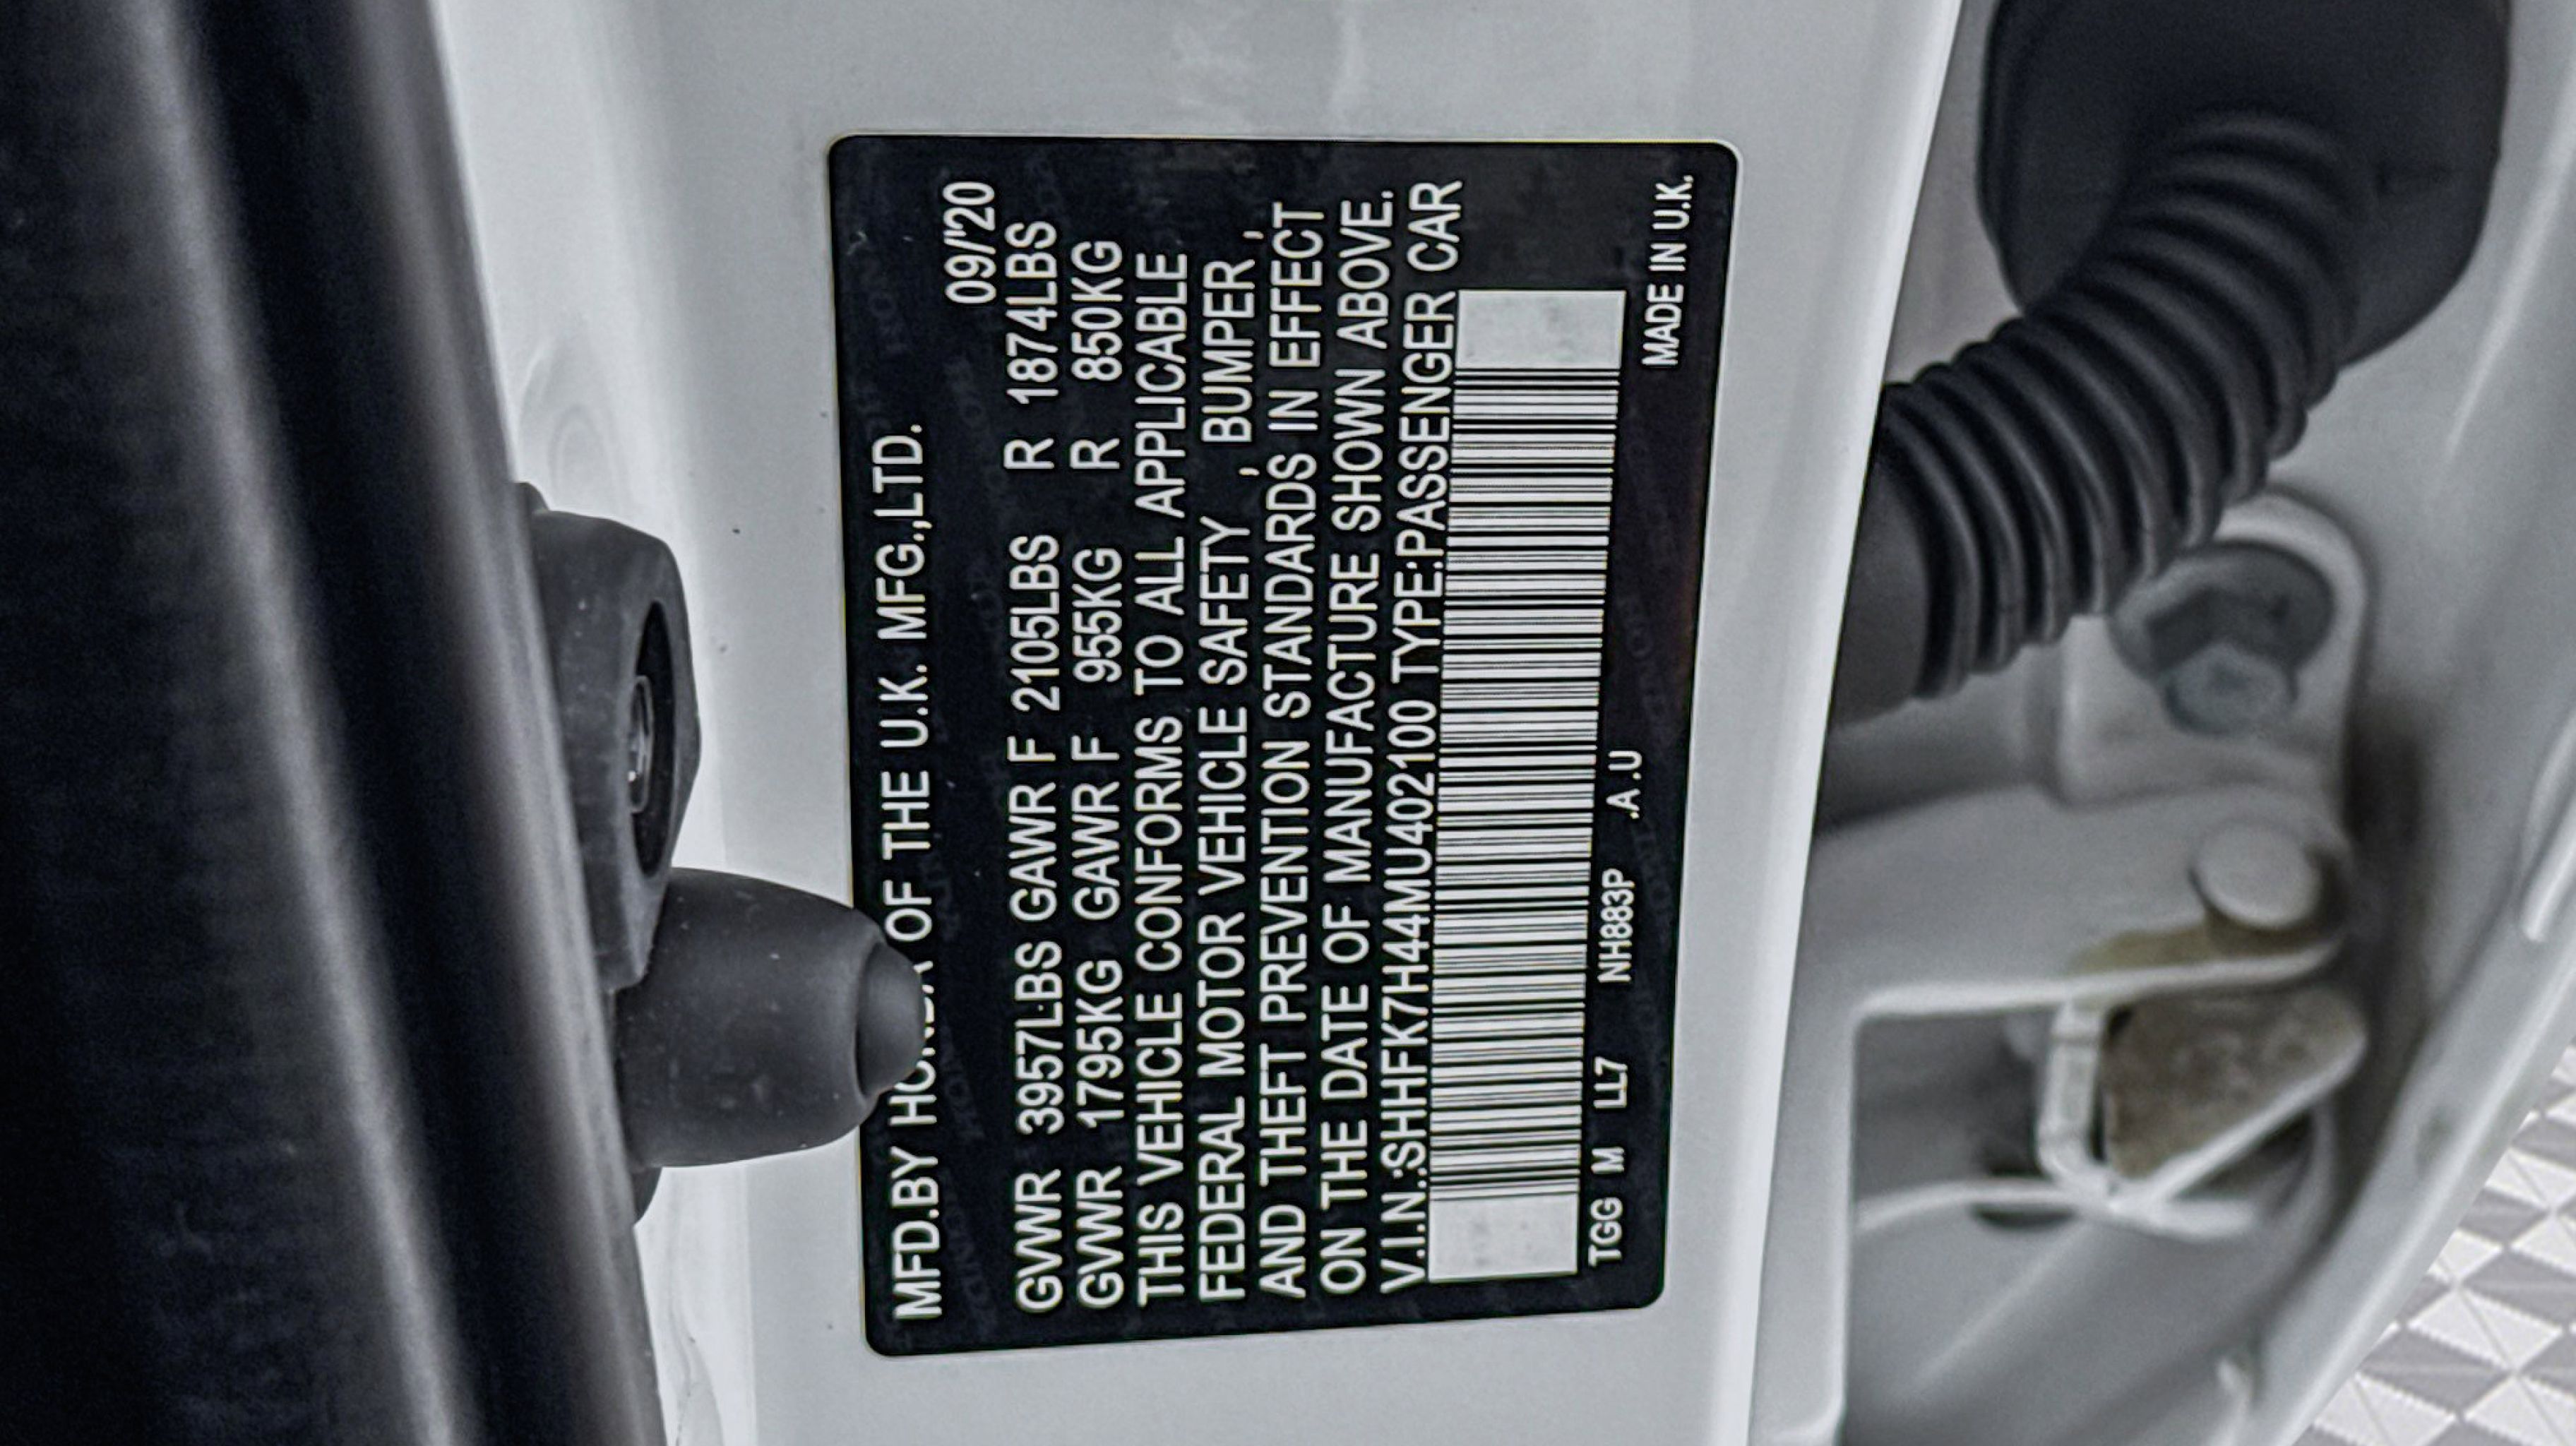 MFD.BY HONDA OF THE U.K. MFG.,LTD.
09/'20
GVWR 3957LBS GAWR F 2105LBS R 1874LBS
GVWR 1795KG GAWR F 955KG R 850KG
THIS VEHICLE CONFORMS TO ALL APPLICABLE
FEDERAL MOTOR VEHICLE SAFETY , BUMPER ,
AND THEFT PREVENTION STANDARDS IN EFFECT
ON THE DATE OF MANUFACTURE SHOWN ABOVE.
V.I.N.:SHHFK7H44MU402100 TYPE:PASSENGER CAR
TGG M LL7 NH883P .A.U
MADE IN U.K.